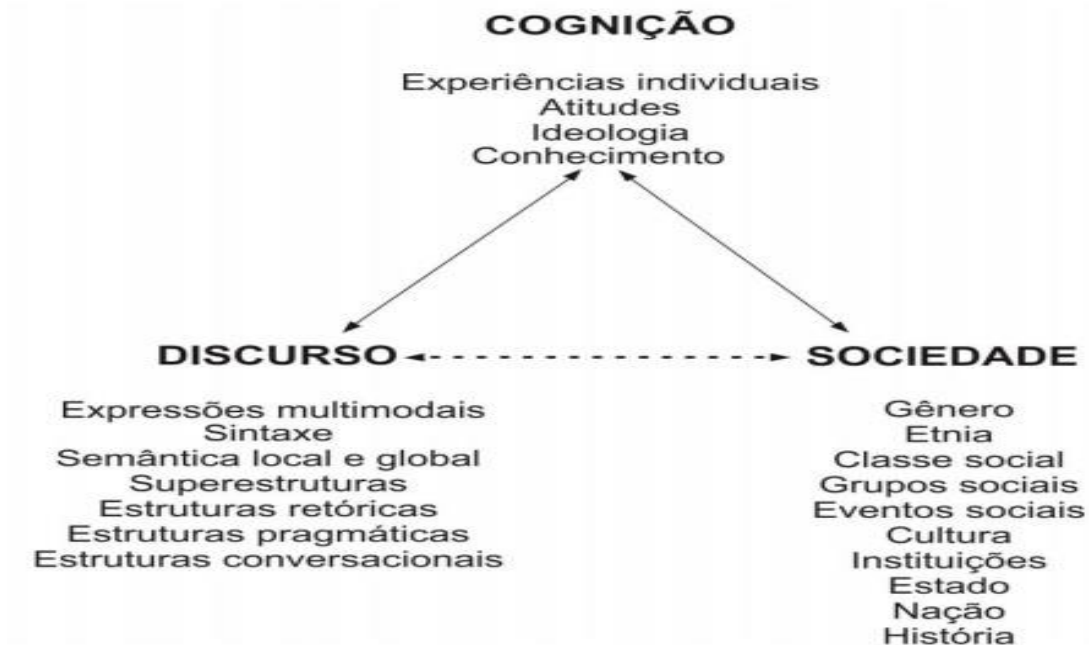 COGNIÇÃO
Experiências individuais
Atitudes
Ideologia
Conhecimento
DISCURSO
Expressões multimodais
Sintaxe
Semântica local e global
Superestruturas
Estruturas retóricas
Estruturas pragmáticas
Estruturas conversacionais
SOCIEDADE
Gênero
Etnia
Classe social
Grupos sociais
Eventos sociais
Cultura
Instituições
Estado
Nação
História